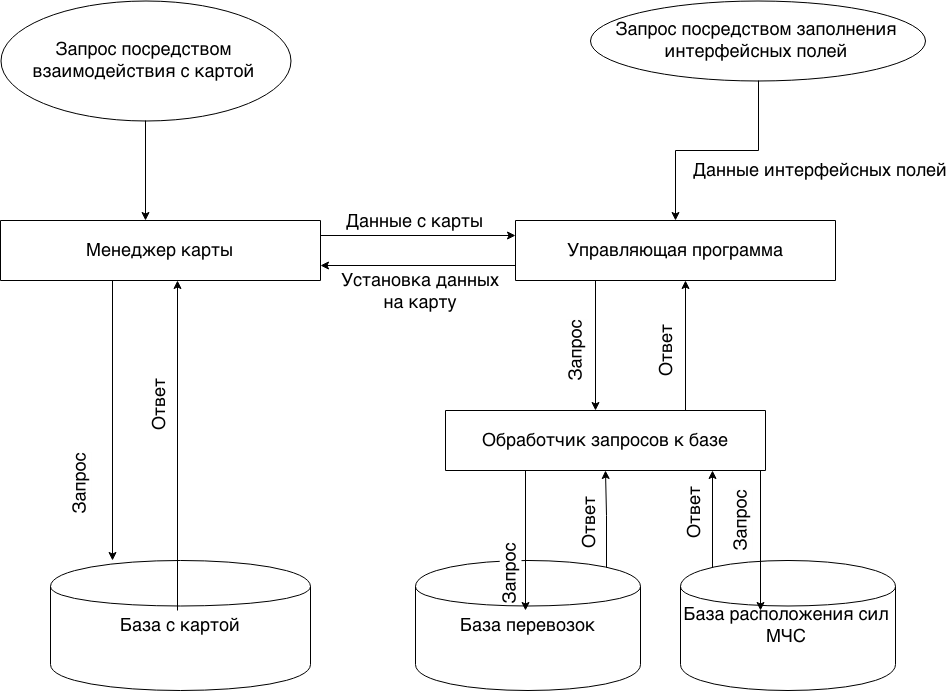 Запрос посредством
взаимодействия с картой
Запрос посредством заполнения
интерфейсных полей
Данные интерфейсных полей
Менеджер карты
Данные с карты
Управляющая программа
Установка данных
на карту
Запрос
Ответ
Запрос
Ответ
Обработчик запросов к базе
Запрос
Ответ
Ответ
Запрос
База с картой
База перевозок
База расположения сил
МЧС